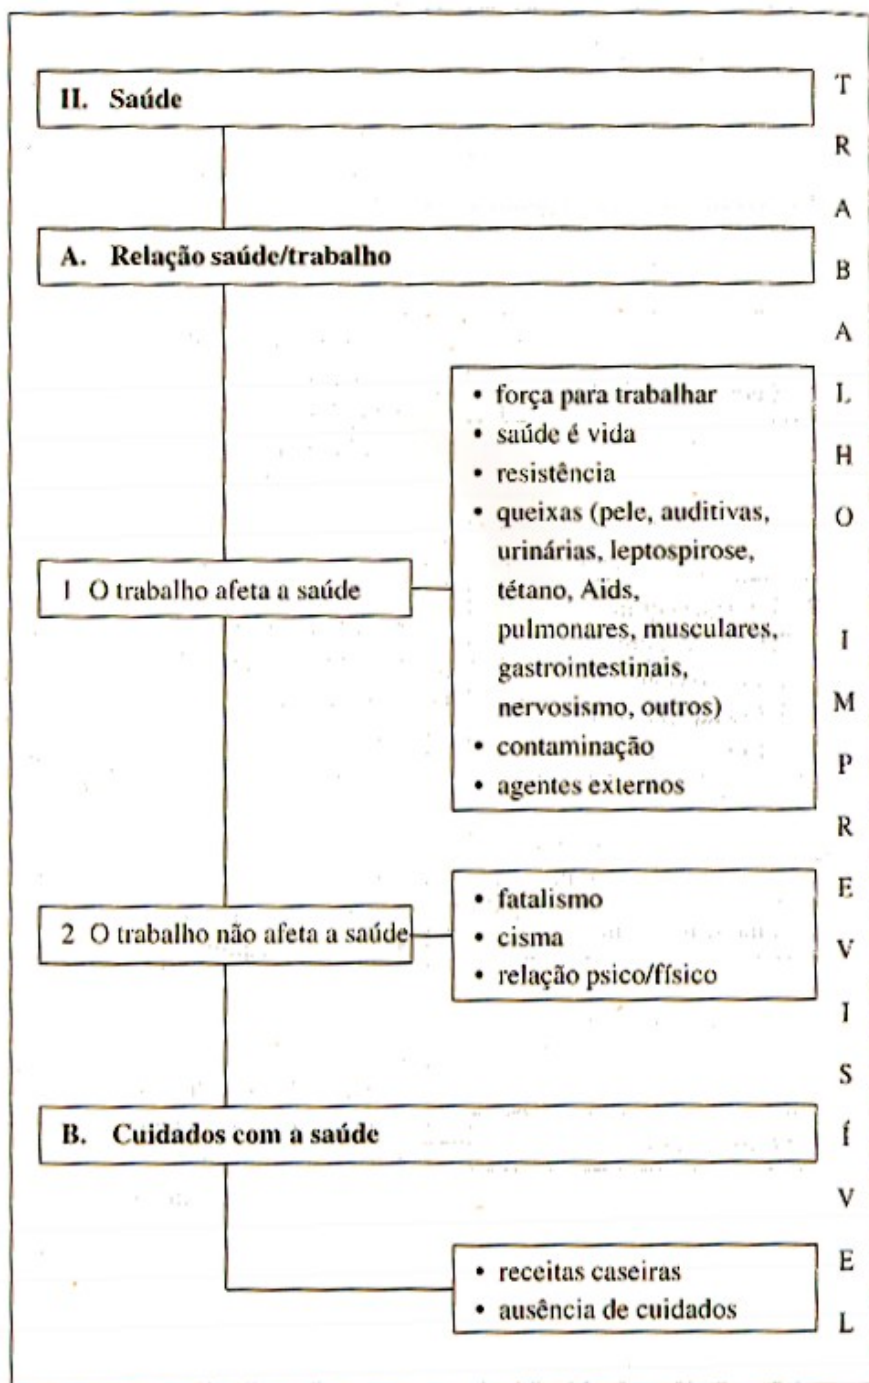 II. Saúde
A. Relação saúde/trabalho
1 O trabalho afeta a saúde
• força para trabalhar
• saúde é vida
• resistência
• queixas (pele, auditivas,
urinárias, leptospirose,
tétano, Aids,
pulmonares, musculares,
gastrointestinais,
nervosismo, outros)
• contaminação
• agentes externos
2 O trabalho não afeta a saúde
• fatalismo
• cisma
• relação psico/físico
B. Cuidados com a saúde
• receitas caseiras
• ausência de cuidados
TRABALHO IMPREVISÍVEL